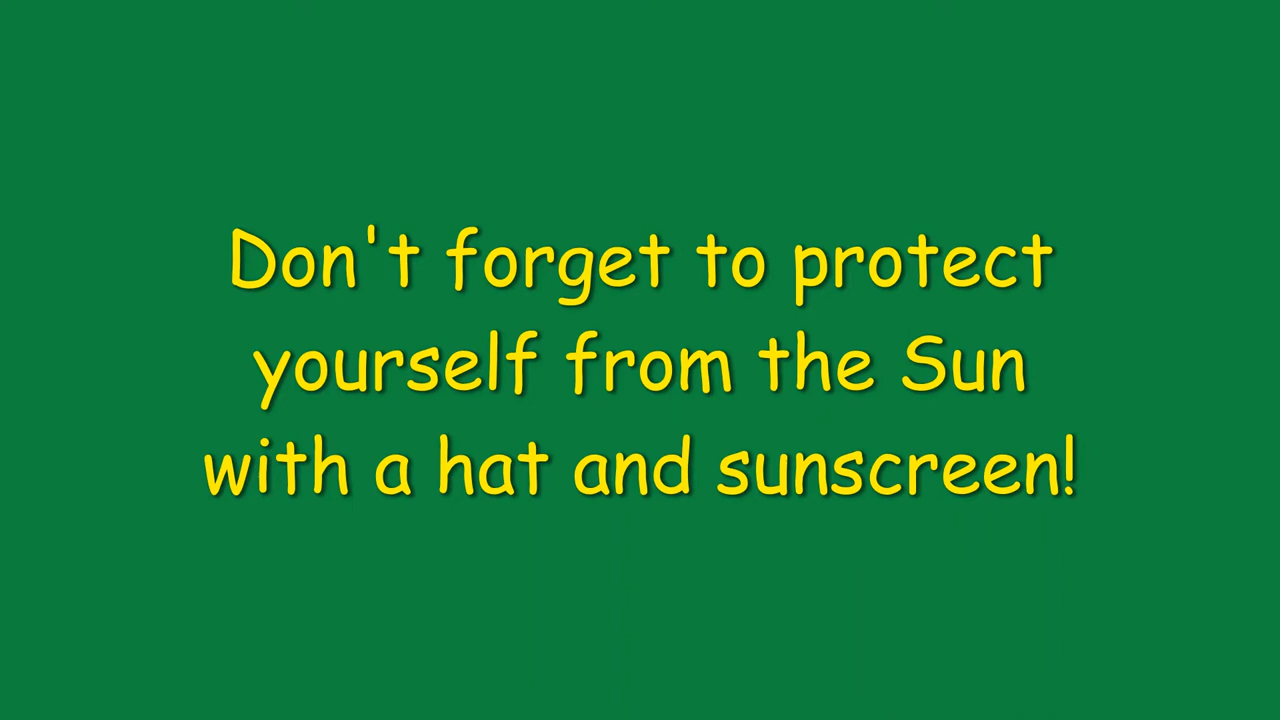 Don't forget to protect
yourself from the Sun
with a hat and sunscreen!